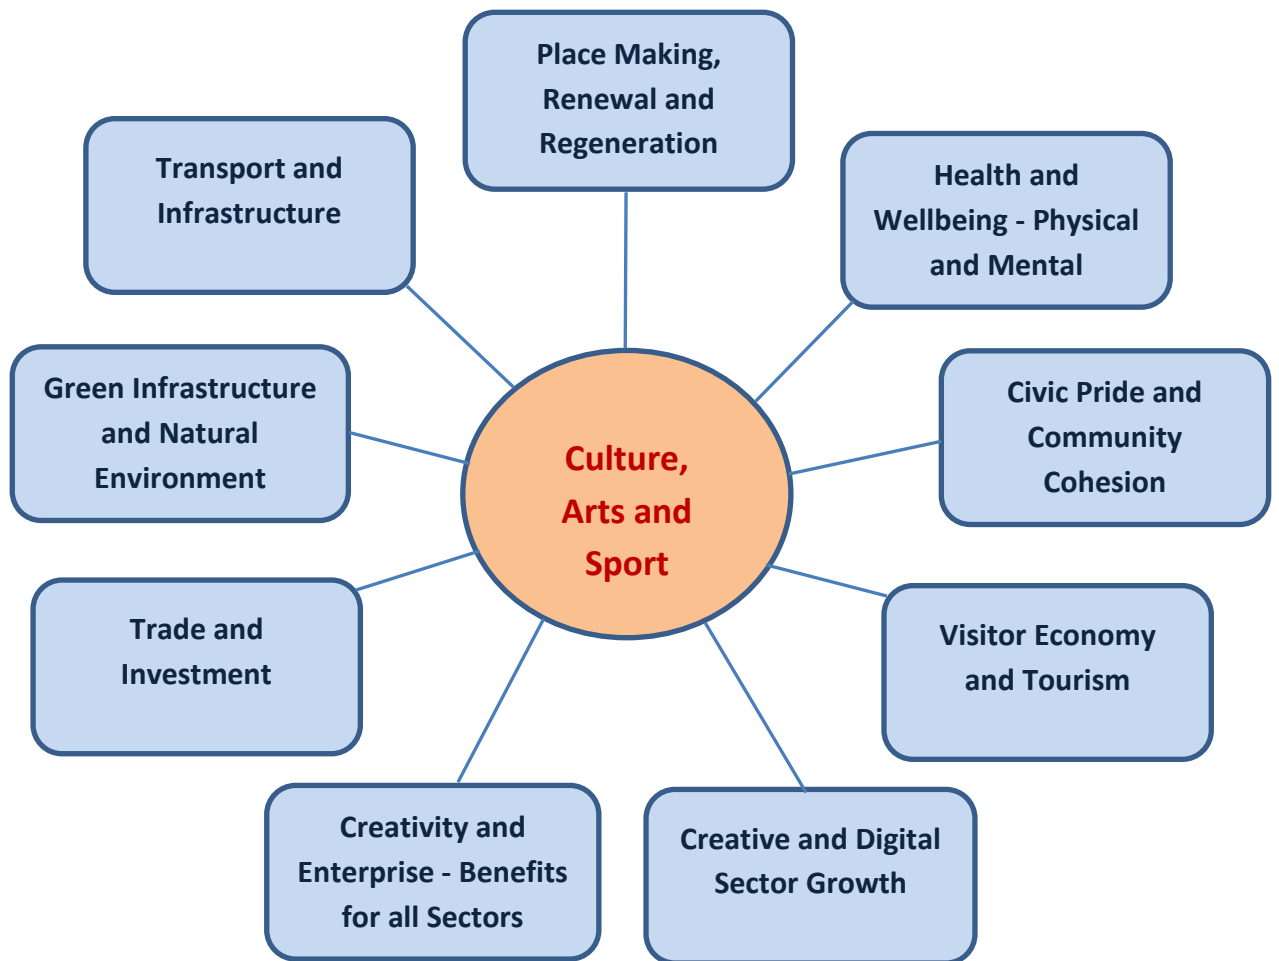 Place Making,
Renewal and
Regeneration
Transport and
Infrastructure
Health and
Wellbeing - Physical
and Mental
Green Infrastructure
and Natural
Environment
Civic Pride and
Community
Cohesion
Culture,
Arts and
Sport
Trade and
Investment
Visitor Economy
and Tourism
Creativity and
Enterprise - Benefits
for all Sectors
Creative and Digital
Sector Growth